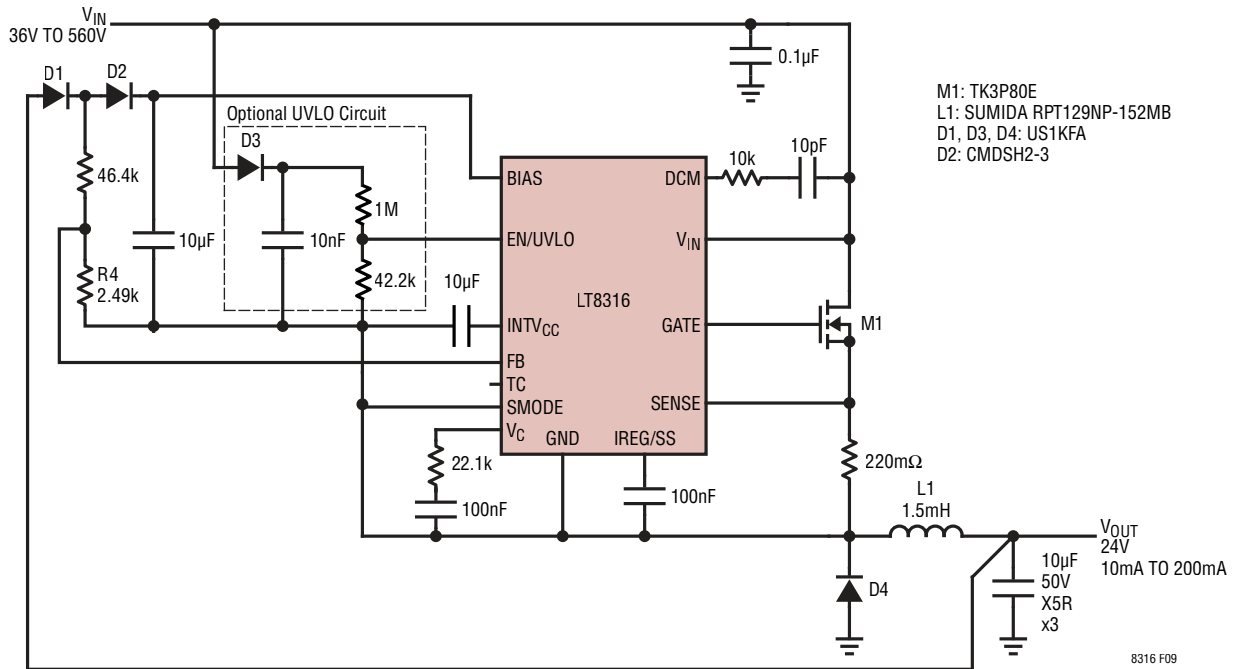 VIN
36V TO 560V
D1
D2
0.1µF
M1: TK3P80E
L1: SUMIDA RPT129NP-152MB
D1, D3, D4: US1KFA
D2: CMDSH2-3
Optional UVLO Circuit
D3
46.4k
10µF
R4
2.49k
10nF
1M
42.2k
10µF
BIAS
DCM
10k
10pF
EN/UVLO
VIN
LT8316
INTVCC
GATE
M1
FB
TC
SMODE
SENSE
VC
GND
IREG/SS
22.1k
100nF
100nF
220mΩ
L1
1.5mH
VOUT
24V
10mA TO 200mA
D4
10µF
50V
X5R
x3
8316 F09